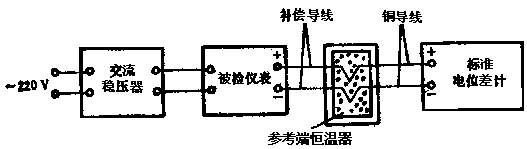 补偿导线
铜导线
~220 V
交流
稳压器
被检仪表
+
−
+
−
标准
电位差计
参考端恒温器